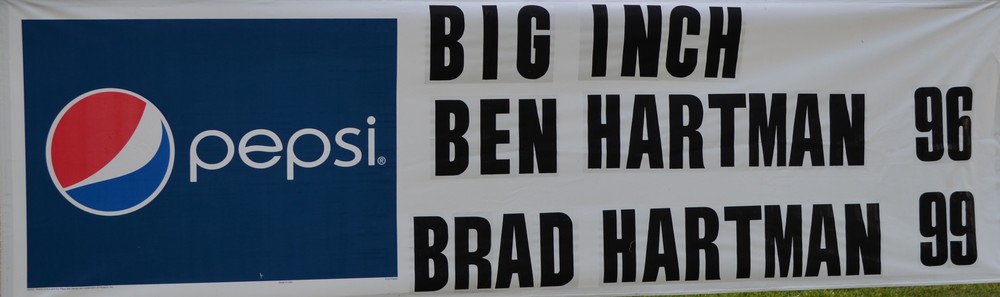 pepsi®
BIG INCH
BEN HARTMAN 96
BRAD HARTMAN 99